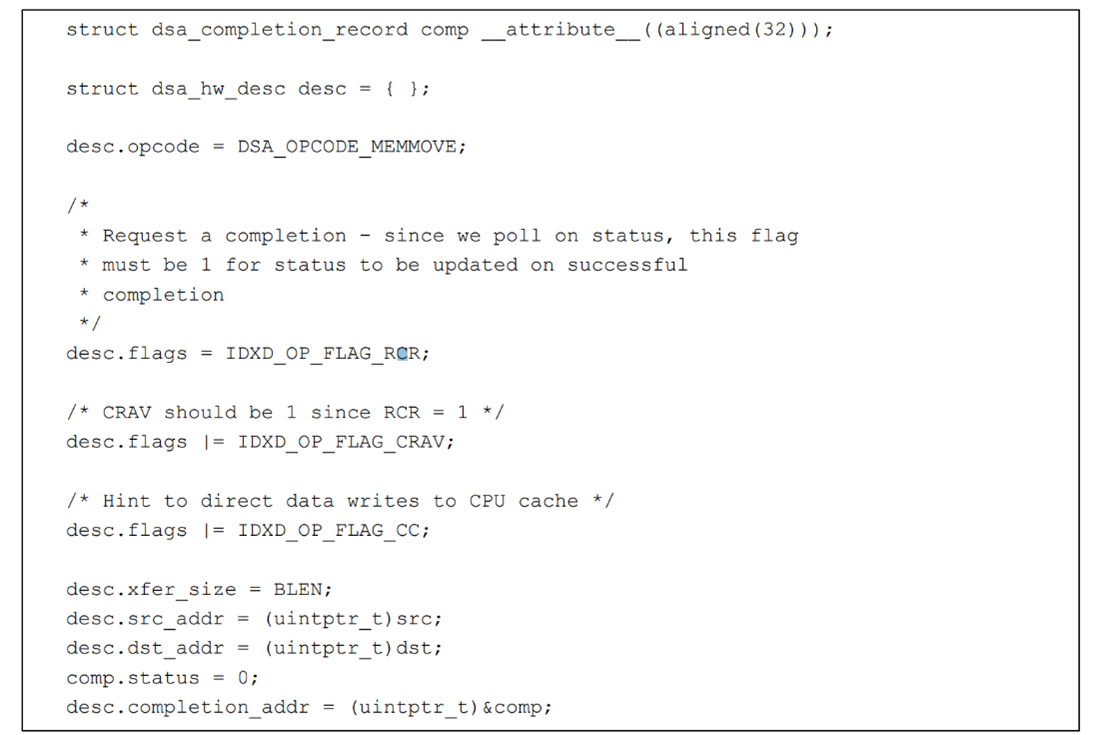 struct dsa_completion_record comp __attribute__((aligned(32)));
struct dsa_hw_desc desc = { };
desc.opcode = DSA_OPCODE_MEMMOVE;
/*
* Request a completion – since we poll on status, this flag
* must be 1 for status to be updated on successful
* completion
*/
desc.flags = IDXD_OP_FLAG_RCR;
/* CRAV should be 1 since RCR = 1 */
desc.flags |= IDXD_OP_FLAG_CRAV;
/* Hint to direct data writes to CPU cache */
desc.flags |= IDXD_OP_FLAG_CC;
desc.xfer_size = BLEN;
desc.src_addr = (uintptr_t)src;
desc.dst_addr = (uintptr_t)dst;
comp.status = 0;
desc.completion_addr = (uintptr_t)&comp;